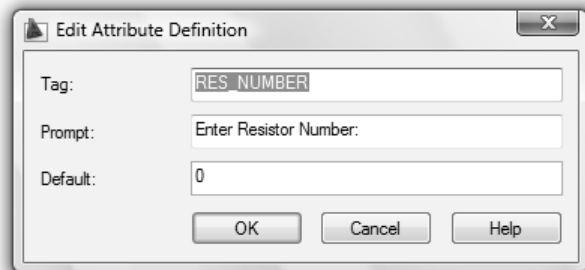 Edit Attribute Definition
Tag: RES_NUMBER
Prompt: Enter Resistor Number:
Default: 0
OK Cancel Help